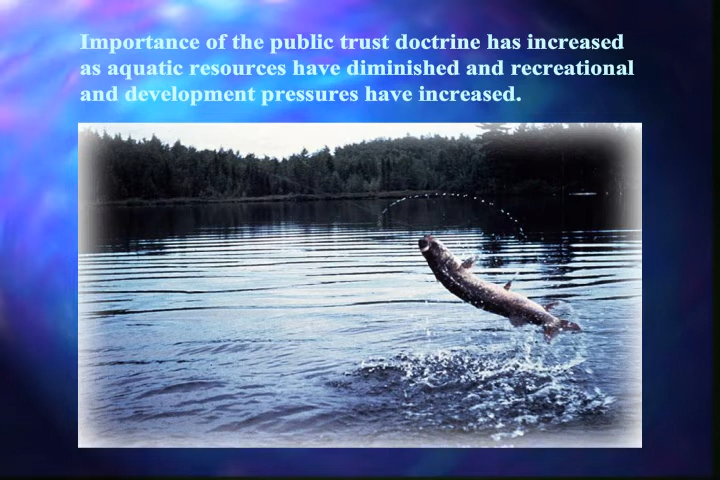 Importance of the public trust doctrine has increased
as aquatic resources have diminished and recreational
and development pressures have increased.